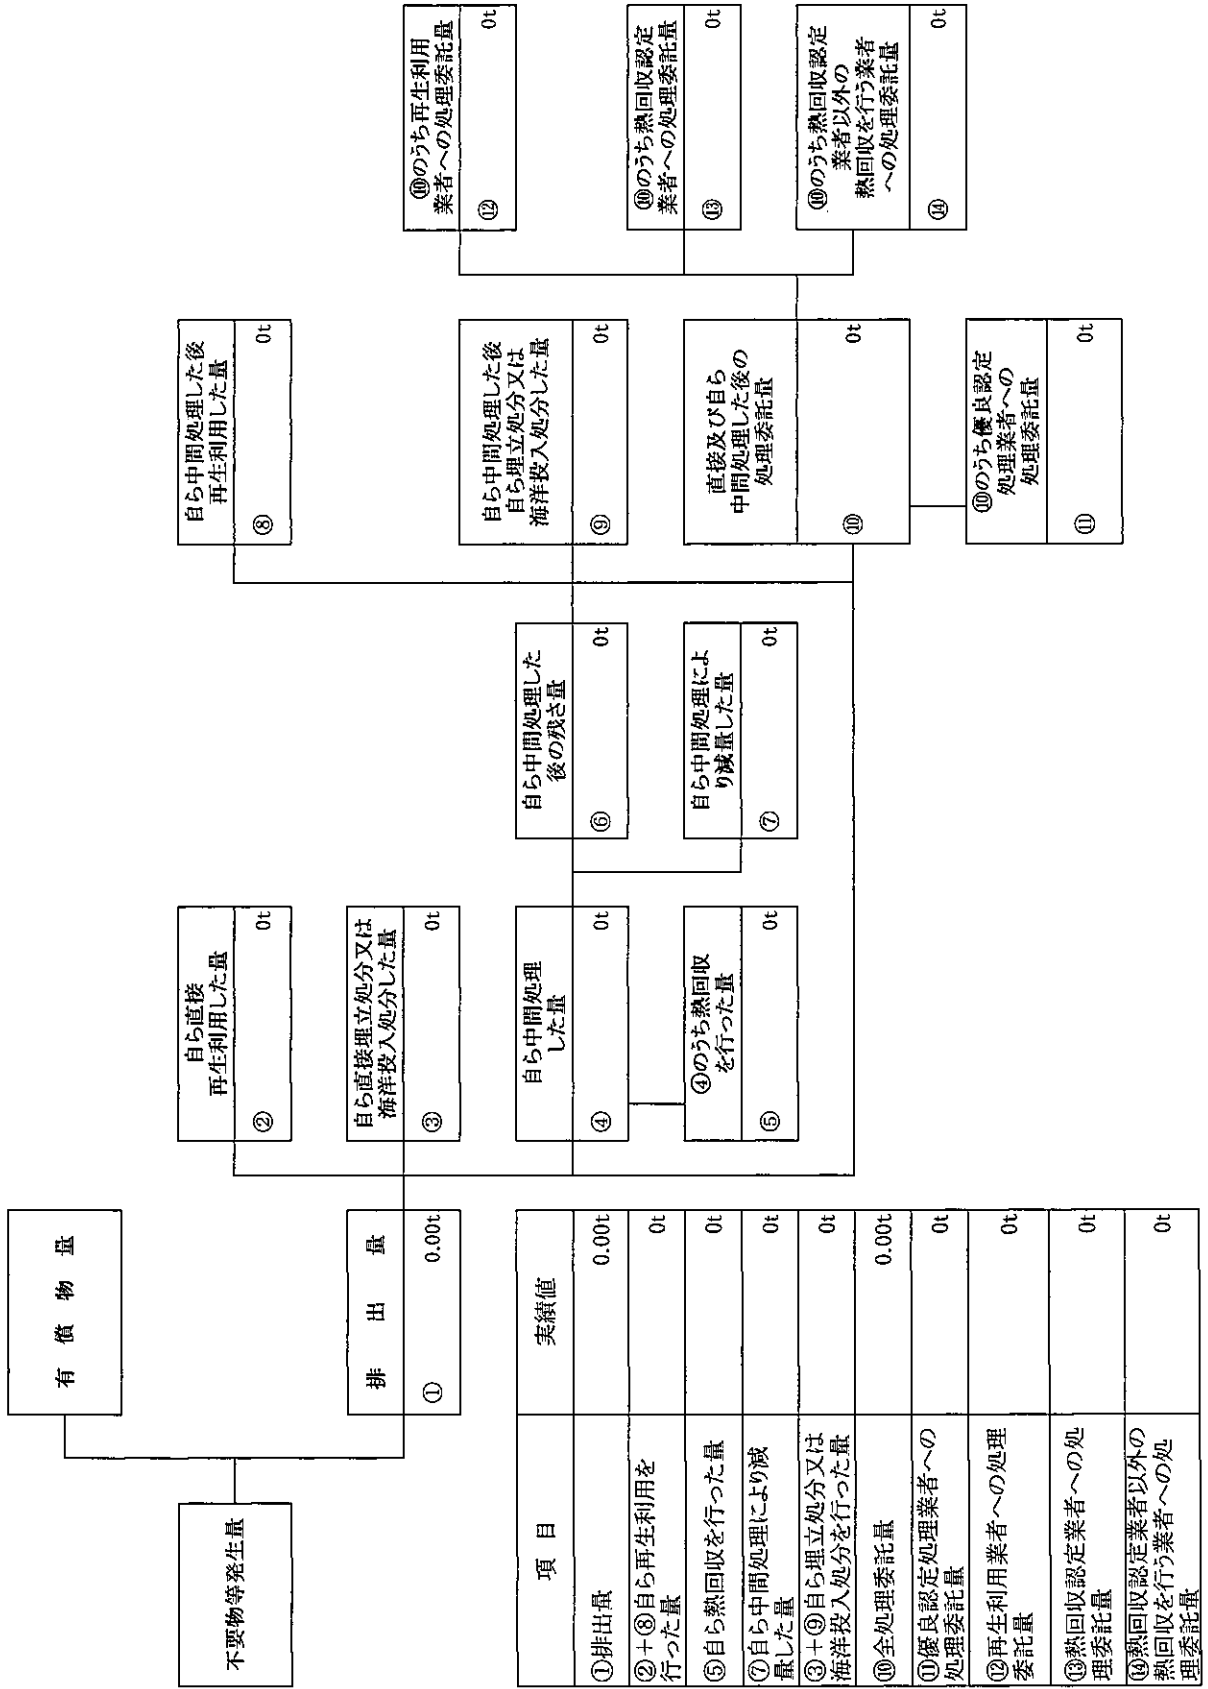 不要物等発生量
有 償 物 量
排 出 量
① 0.00t
自ら直接
再生利用した量
② 0t
自ら直接埋立処分又は
海洋投入処分した量
③ 0t
自ら中間処理
した量
④ 0t
④のうち熱回収
を行った量
⑤ 0t
自ら中間処理した
後の残さ量
⑥ 0t
自ら中間処理によ
り減量した量
⑦ 0t
自ら中間処理した後
再生利用した量
⑧ 0t
自ら中間処理した後
自ら埋立処分又は
海洋投入処分した量
⑨ 0t
直接及び自ら
中間処理した後の
処理委託量
⑩ 0t
⑩のうち優良認定
処理業者への
処理委託量
⑪ 0t
⑩のうち再生利用
業者への処理委託量
⑫ 0t
⑩のうち熱回収認定
業者への処理委託量
⑬ 0t
⑩のうち熱回収認定
業者以外の
熱回収を行う業者
への処理委託量
⑭ 0t
項 目 実績値
①排出量 0.00t
②+⑧自ら再生利用を
行った量 0t
⑤自ら熱回収を行った量 0t
⑦自ら中間処理により減
量した量 0t
③+⑨自ら埋立処分又は
海洋投入処分を行った量 0t
⑩全処理委託量 0.00t
⑪優良認定処理業者への
処理委託量 0t
⑫再生利用業者への処理
委託量 0t
⑬熱回収認定業者への処
理委託量 0t
⑭熱回収認定業者以外の
熱回収を行う業者への処
理委託量 0t